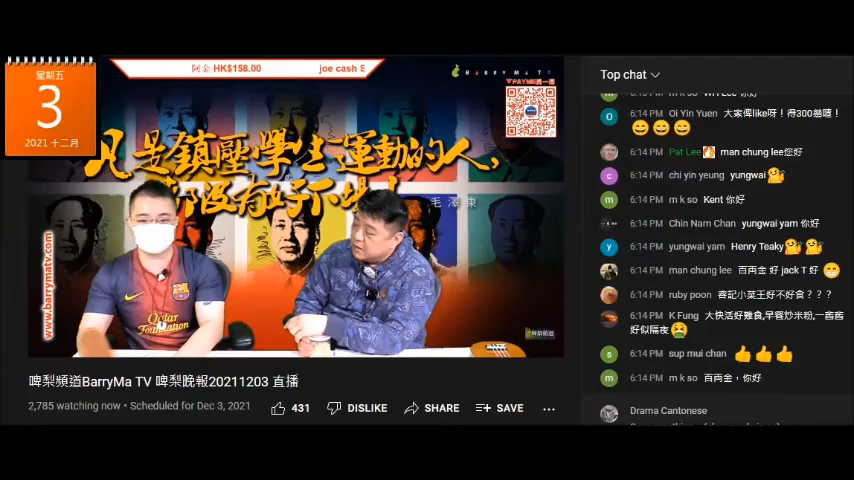 星期五
3
2021 十二月
阿金 HK$158.00
joe cash S
BARRYMA TV
凡是鎮壓學生運動的人，
都沒有好下場！
毛澤東
www.barrymatv.com
Qatar
Foundation
啤梨頻道BarryMa TV 啤梨晚報20211203 直播
2,785 watching now • Scheduled for Dec 3, 2021
431
DISLIKE
SHARE
SAVE
Top chat
6:14 PM Oi Yin Yuen 大家俾like呀！得300幾嗜！
6:14 PM Pat Lee man chung lee您好
6:14 PM chi yin yeung yungwai
6:14 PM m k so Kent 你好
6:14 PM Chin Nam Chan yungwai yam 你好
6:14 PM yungwai yam Henry Teaky
6:14 PM man chung lee 百両金 好 jack T 好
6:14 PM ruby poon 容記小菜王好不好食？？？
6:14 PM K Fung 大快活好難食,早餐炒米粉,一舊舊
好似隔夜
6:14 PM sup mui chan
6:14 PM m k so 百両金，你好
Drama Cantonese